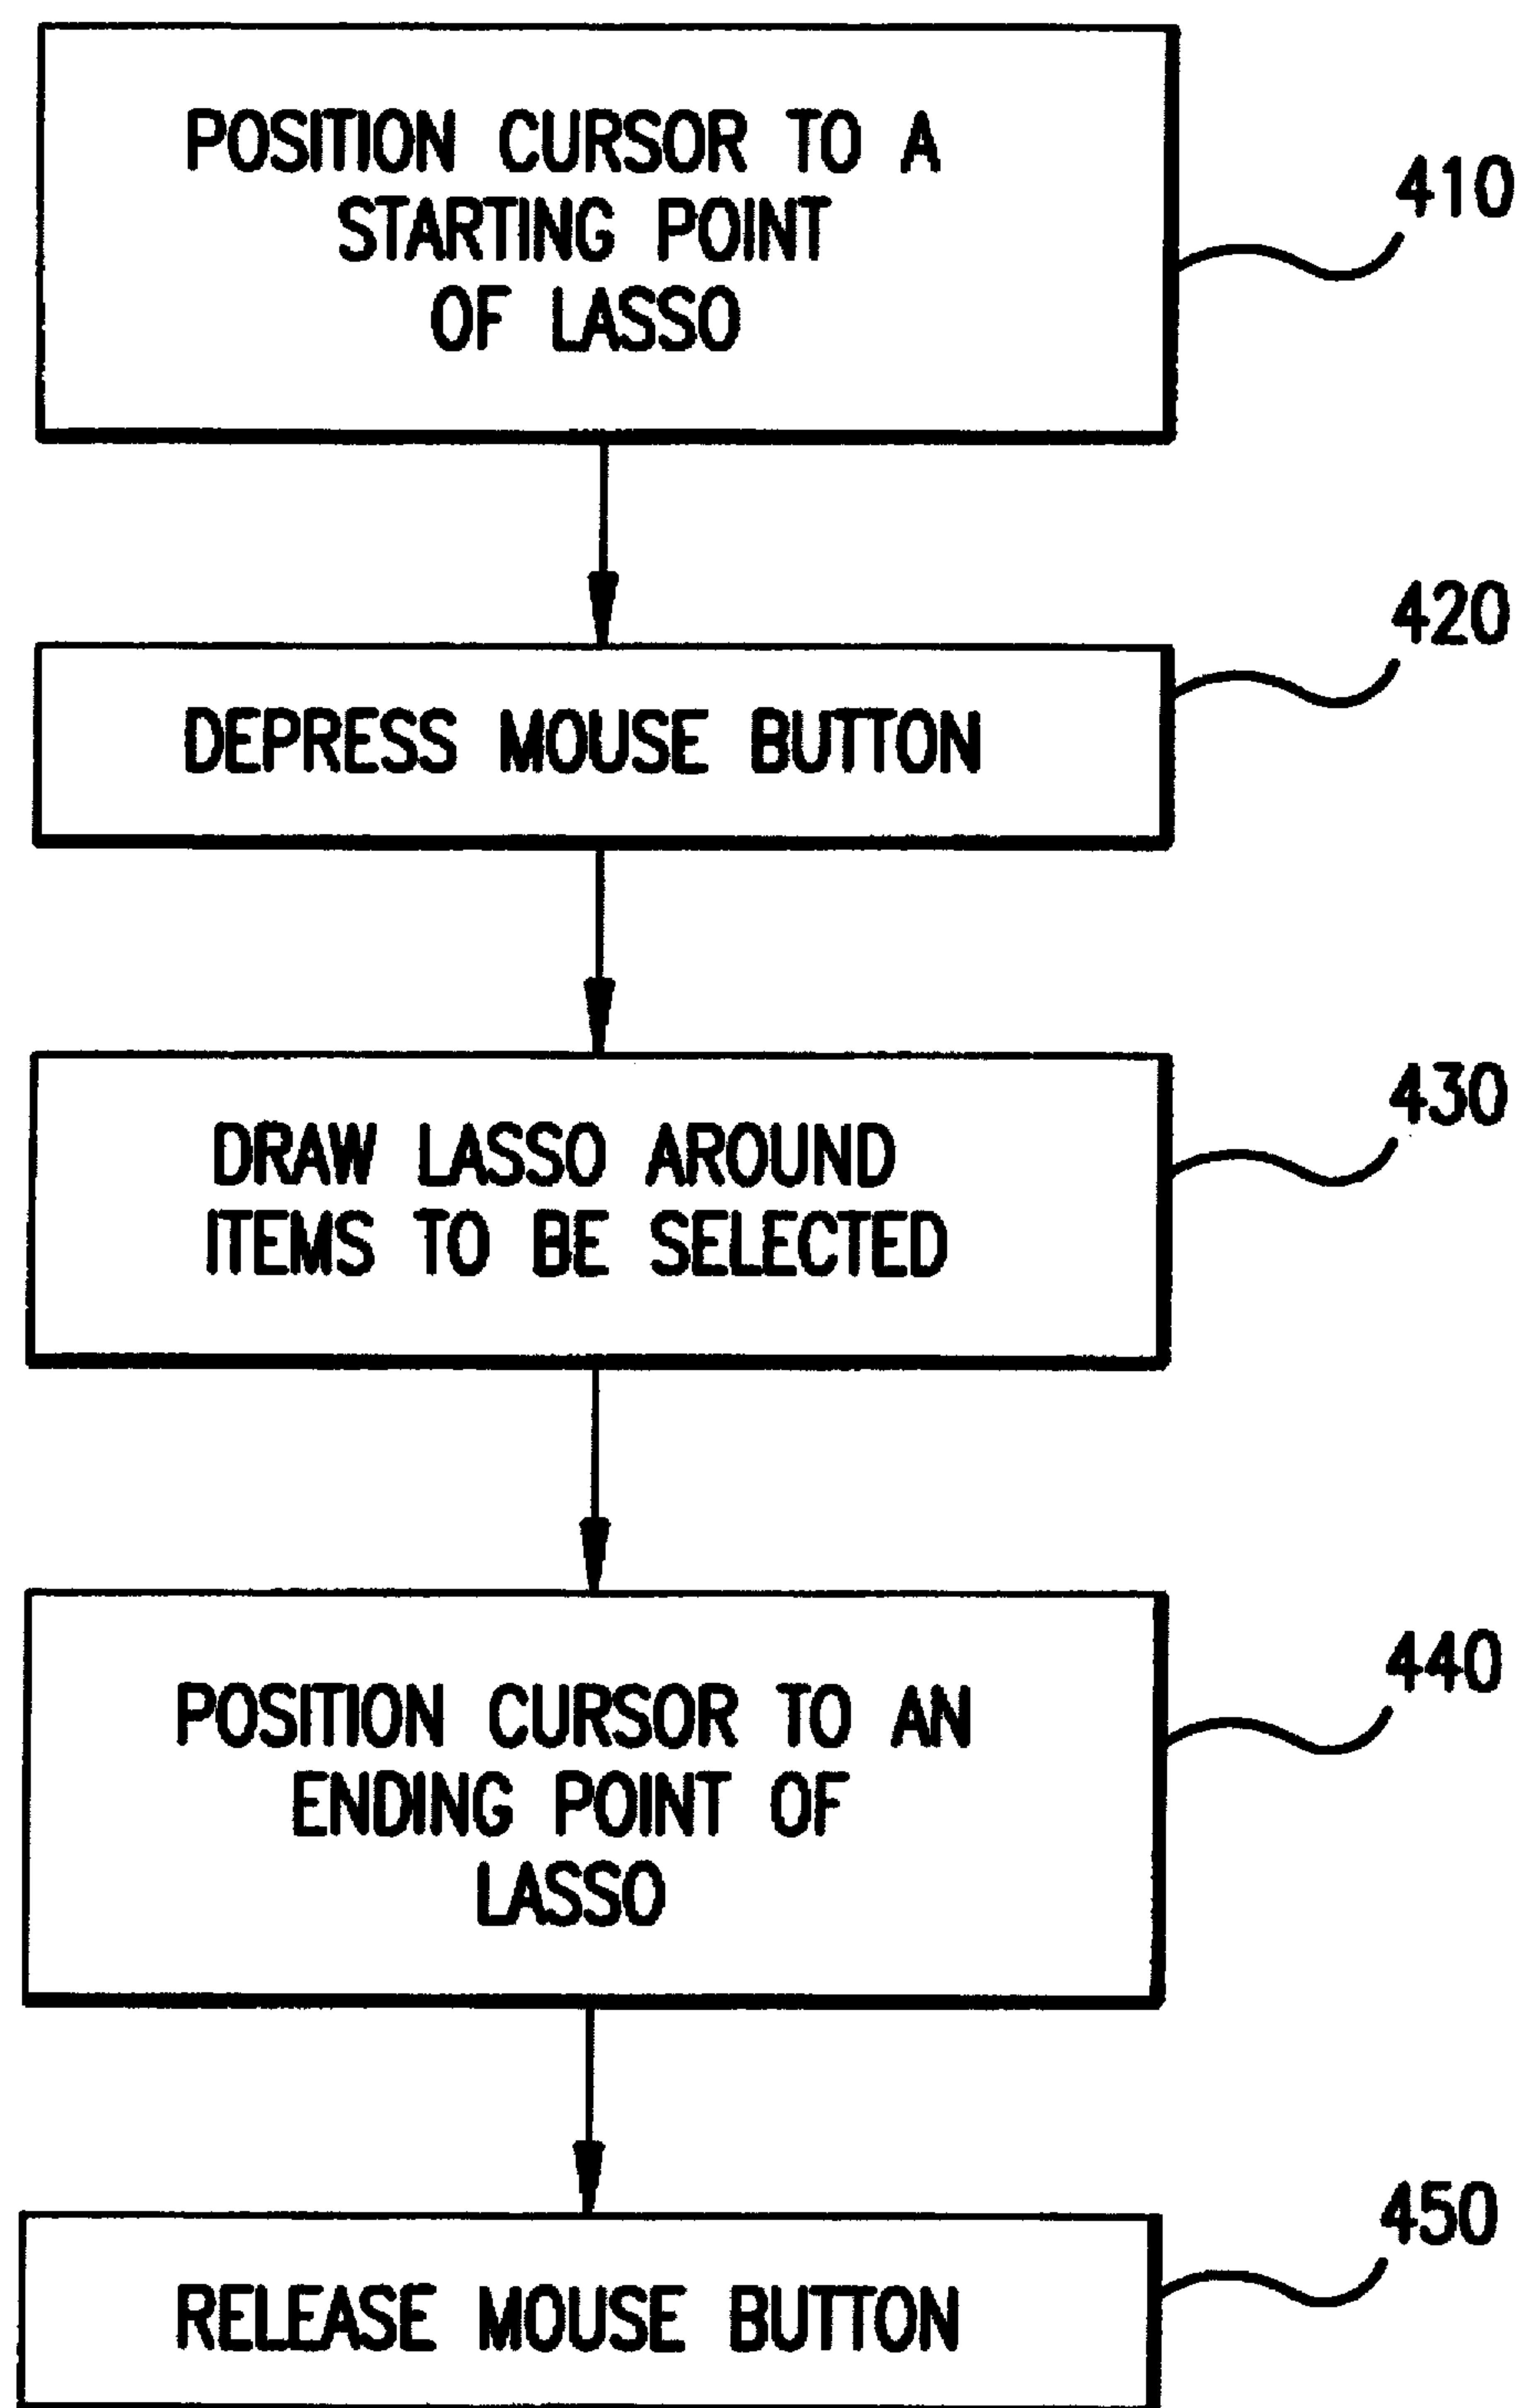 POSITION CURSOR TO A
STARTING POINT
OF LASSO
410
DEPRESS MOUSE BUTTON
420
DRAW LASSO AROUND
ITEMS TO BE SELECTED
430
POSITION CURSOR TO AN
ENDING POINT OF
LASSO
440
RELEASE MOUSE BUTTON
450